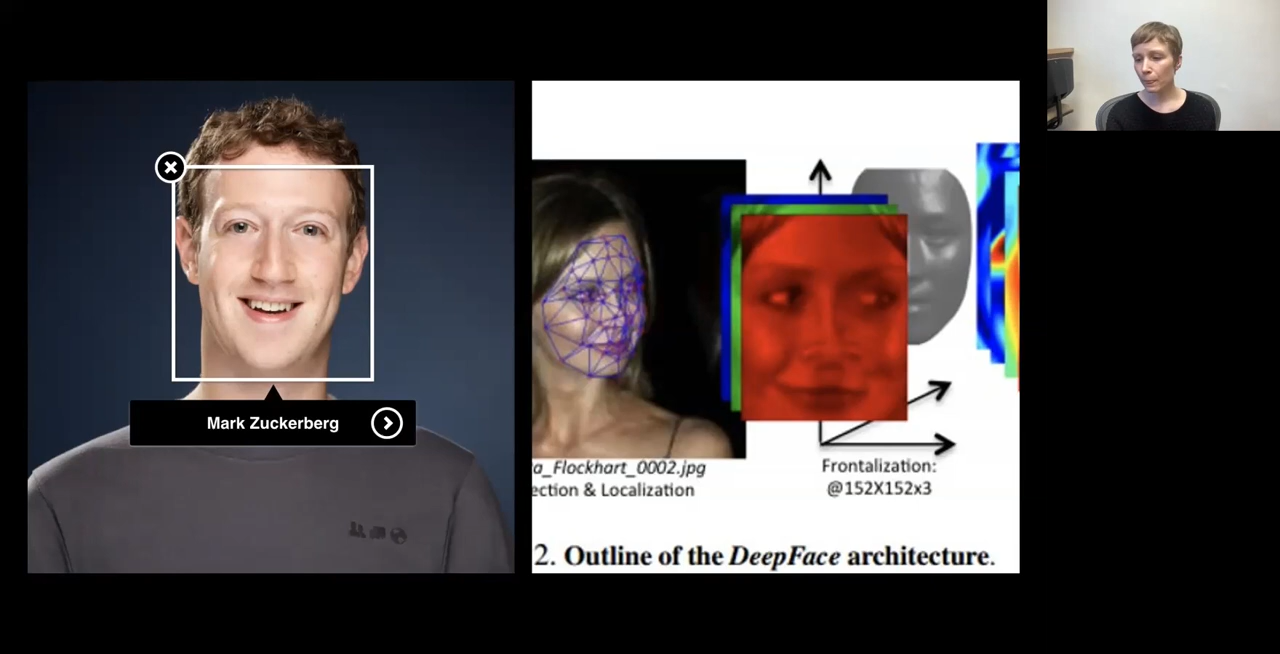 Mark Zuckerberg
a_Flockhart_0002.jpg
ection & Localization
Frontalization:
@152X152x3
2. Outline of the DeepFace architecture.